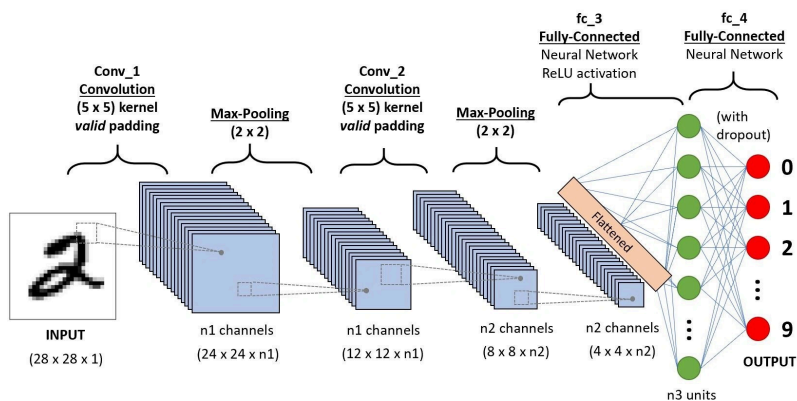 fc_3
Fully-Connected
Neural Network
ReLU activation
fc_4
Fully-Connected
Neural Network
Conv_1
Convolution
(5 x 5) kernel
valid padding
Max-Pooling
(2 x 2)
Conv_2
Convolution
(5 x 5) kernel
valid padding
Max-Pooling
(2 x 2)
(with
dropout)
Flattened
0
1
2
9
INPUT
(28 x 28 x 1)
n1 channels
(24 x 24 x n1)
n1 channels
(12 x 12 x n1)
n2 channels
(8 x 8 x n2)
n2 channels
(4 x 4 x n2)
OUTPUT
n3 units